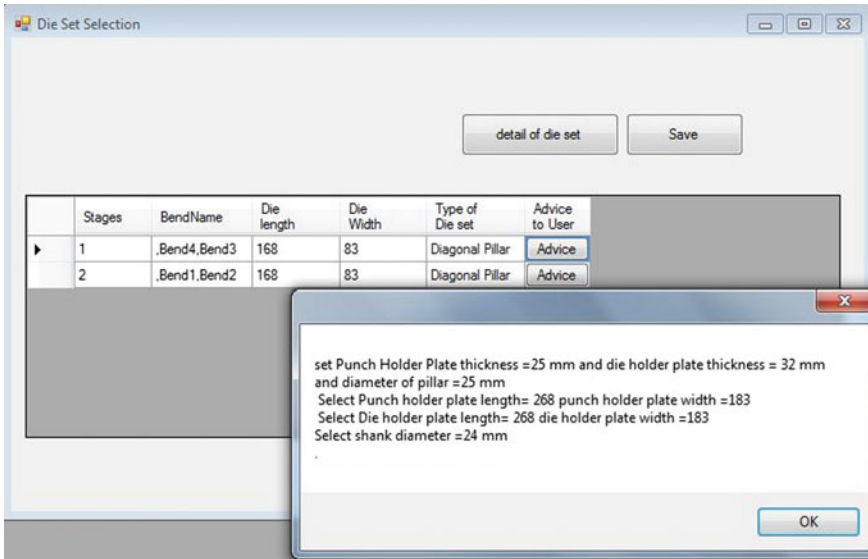 Die Set Selection
detail of die set Save
Stages BendName Die length Die Width Type of Die set Advice to User
1 ,Bend4,Bend3 168 83 Diagonal Pillar Advice
2 ,Bend1,Bend2 168 83 Diagonal Pillar Advice
set Punch Holder Plate thickness =25 mm and die holder plate thickness = 32 mm
and diameter of pillar =25 mm
Select Punch holder plate length= 268 punch holder plate width =183
Select Die holder plate length= 268 die holder plate width =183
Select shank diameter =24 mm
.
OK